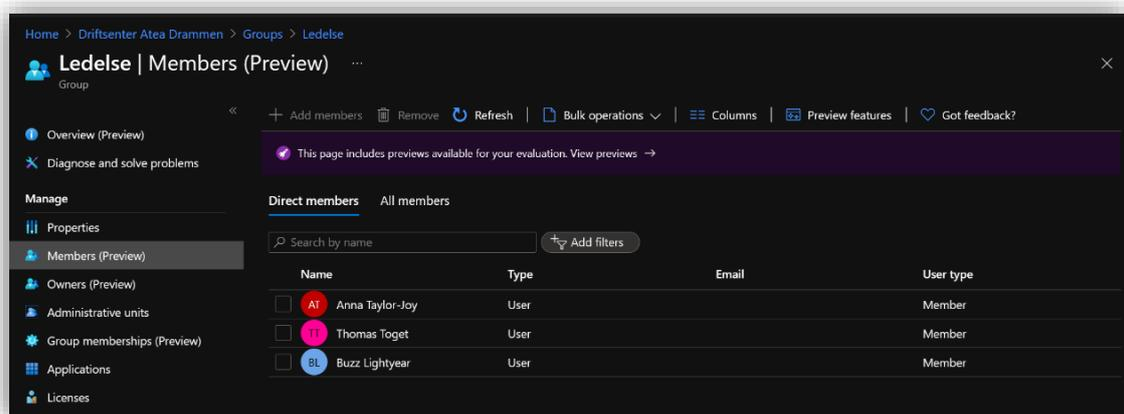 Home > Driftsenter Atea Drammen > Groups > Ledelse
Ledelse | Members (Preview) ...
Group
Overview (Preview)
Diagnose and solve problems
Manage
Properties
Members (Preview)
Owners (Preview)
Administrative units
Group memberships (Preview)
Applications
Licenses
Add members Remove Refresh Bulk operations Columns Preview features Got feedback?
This page includes previews available for your evaluation. View previews →
Direct members All members
Search by name Add filters
Name Type Email User type
AT Anna Taylor-Joy User Member
TT Thomas Toget User Member
BL Buzz Lightyear User Member